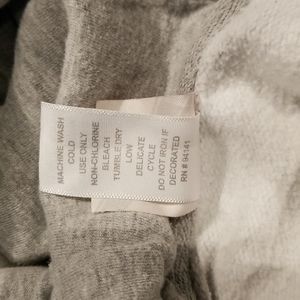 MACHINE WASH
COLD
USE ONLY
NON-CHLORINE
BLEACH
TUMBLE DRY
LOW
DELICATE
CYCLE
DO NOT IRON IF
DECORATED
RN # 94141